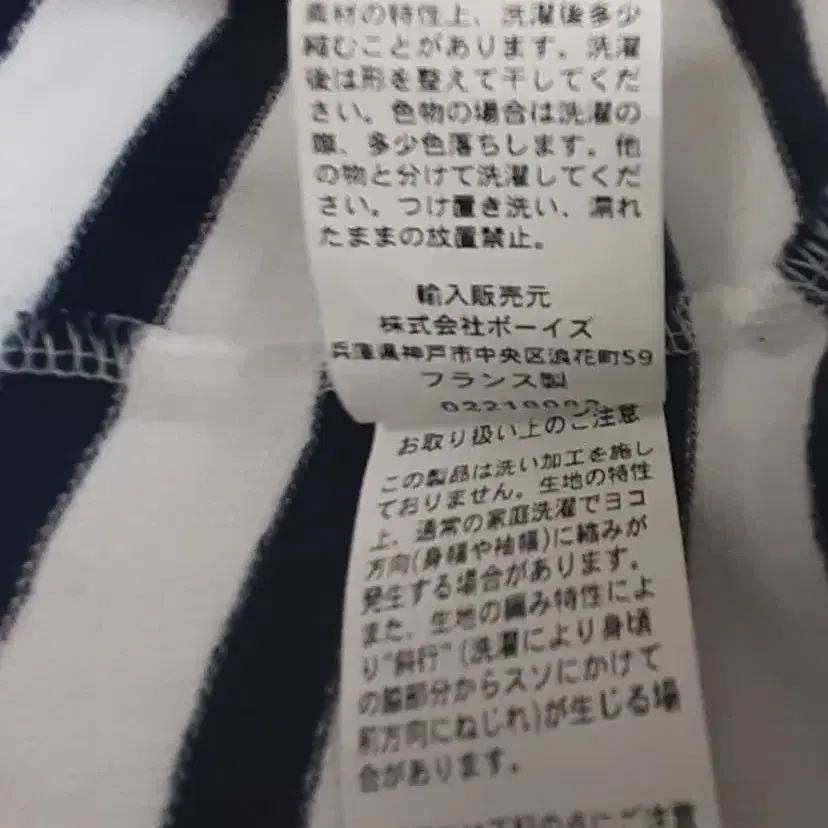 素材の特性上、洗濯後多少
縮むことがあります。洗濯
後は形を整えて干してくだ
さい。色物の場合は洗濯の
際、多少色落ちします。他
の物と分けて洗濯してくだ
さい。つけ置き洗い、濡れ
たままの放置禁止。
輸入販売元
株式会社ボーイズ
兵庫県神戸市中央区浪花町59
フランス製
お取り扱い上のご注意
この製品は洗い加工を施し
ておりません。生地の特性
上、通常の家庭洗濯でヨコ
方向(身幅や袖幅)に縮みが
発生する場合があります。
また、生地の編み特性によ
り"斜行"(洗濯により身頃
の脇部分からスソにかけて
前方向にねじれ)が生じる場
合があります。
下記の点にご注意